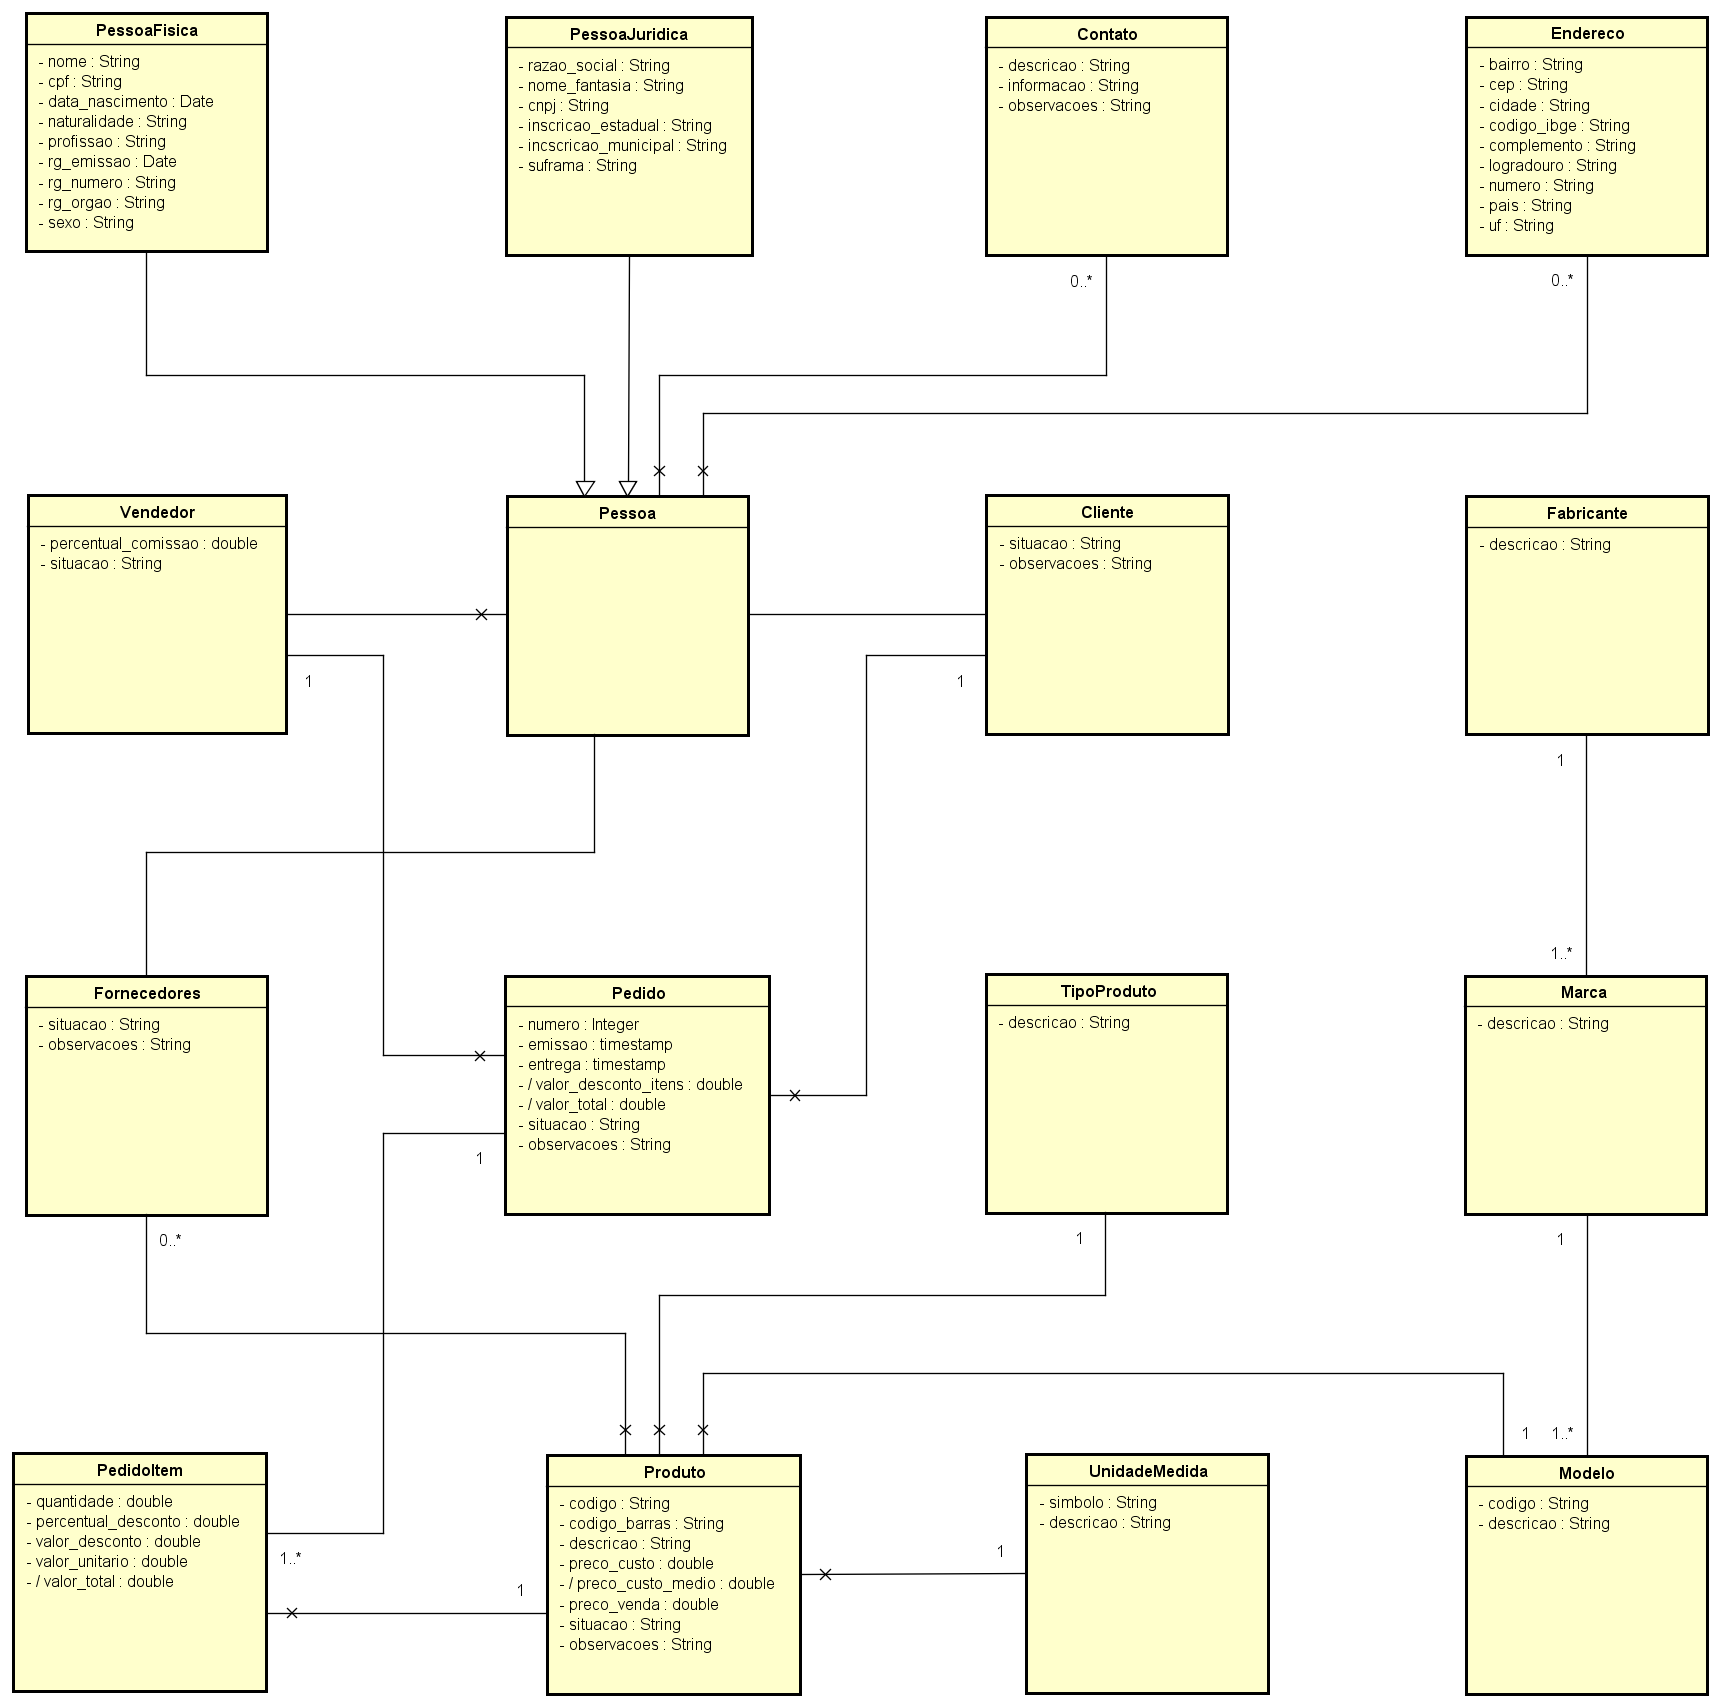 PessoaFisica
- nome : String
- cpf : String
- data_nascimento : Date
- naturalidade : String
- profissao : String
- rg_emissao : Date
- rg_numero : String
- rg_orgao : String
- sexo : String
PessoaJuridica
- razao_social : String
- nome_fantasia : String
- cnpj : String
- inscricao_estadual : String
- incscricao_municipal : String
- suframa : String
Contato
- descricao : String
- informacao : String
- observacoes : String
0..*
Endereco
- bairro : String
- cep : String
- cidade : String
- codigo_ibge : String
- complemento : String
- logradouro : String
- numero : String
- pais : String
- uf : String
0..*
Vendedor
- percentual_comissao : double
- situacao : String
1
Pessoa
Cliente
- situacao : String
- observacoes : String
1
Fabricante
- descricao : String
1
1..*
Fornecedores
- situacao : String
- observacoes : String
0..*
Pedido
- numero : Integer
- emissao : timestamp
- entrega : timestamp
- / valor_desconto_itens : double
- / valor_total : double
- situacao : String
- observacoes : String
1
TipoProduto
- descricao : String
1
Marca
- descricao : String
1
1
1..*
PedidoItem
- quantidade : double
- percentual_desconto : double
- valor_desconto : double
- valor_unitario : double
- / valor_total : double
1..*
1
Produto
- codigo : String
- codigo_barras : String
- descricao : String
- preco_custo : double
- / preco_custo_medio : double
- preco_venda : double
- situacao : String
- observacoes : String
1
UnidadeMedida
- simbolo : String
- descricao : String
Modelo
- codigo : String
- descricao : String